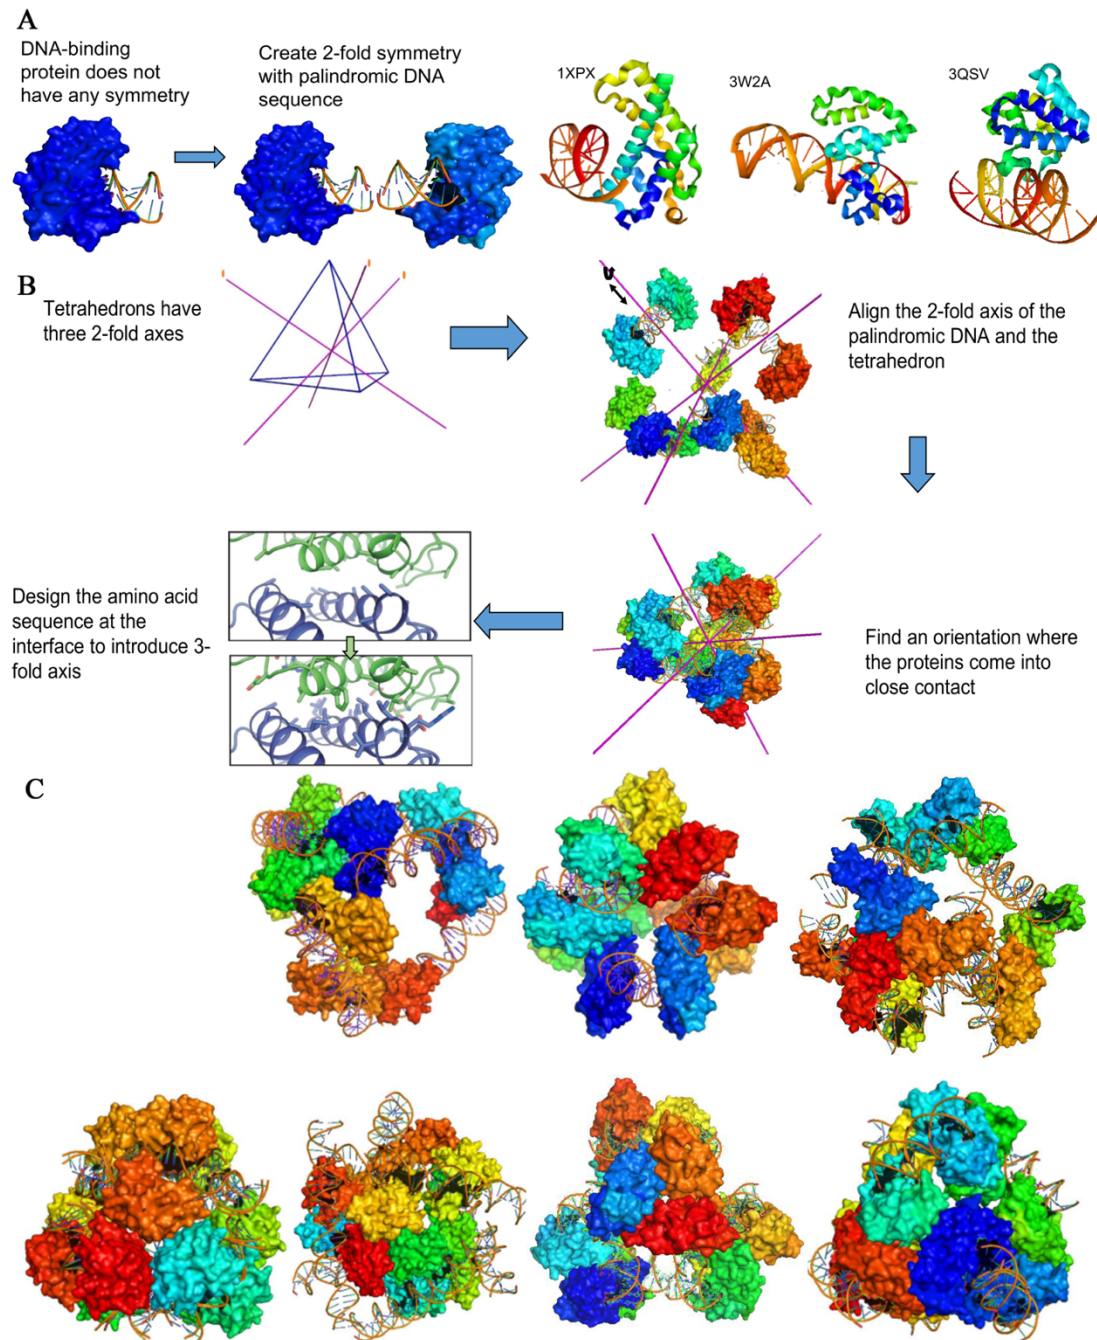 A
DNA-binding
protein does not
have any symmetry
Create 2-fold symmetry
with palindromic DNA
sequence
1XPX
3W2A
3QSV
B
Tetrahedrons have
three 2-fold axes
Align the 2-fold axis of the
palindromic DNA and the
tetrahedron
Design the amino acid
sequence at the
interface to introduce 3-
fold axis
Find an orientation where
the proteins come into
close contact
C